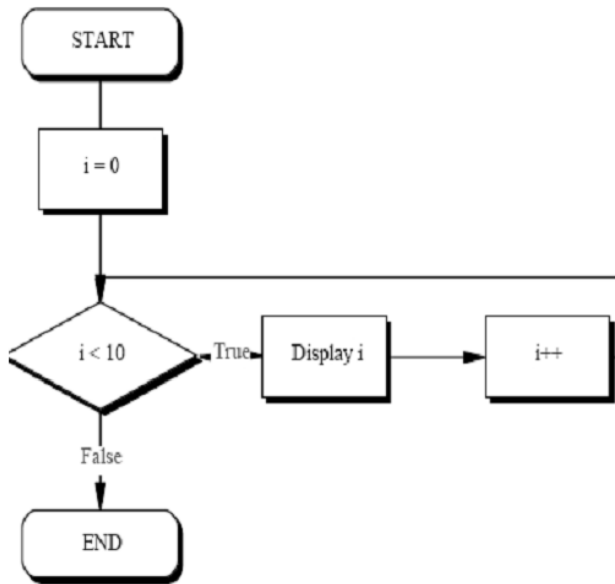 START
i = 0
i < 10
True
Display i
i++
False
END